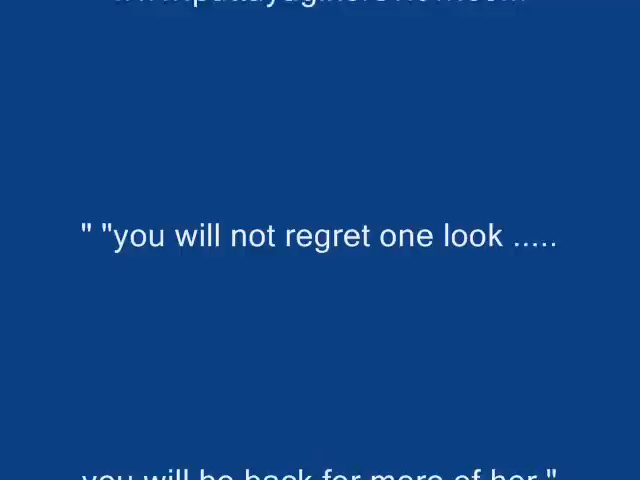 " "you will not regret one look .....
you will be back for more of her "